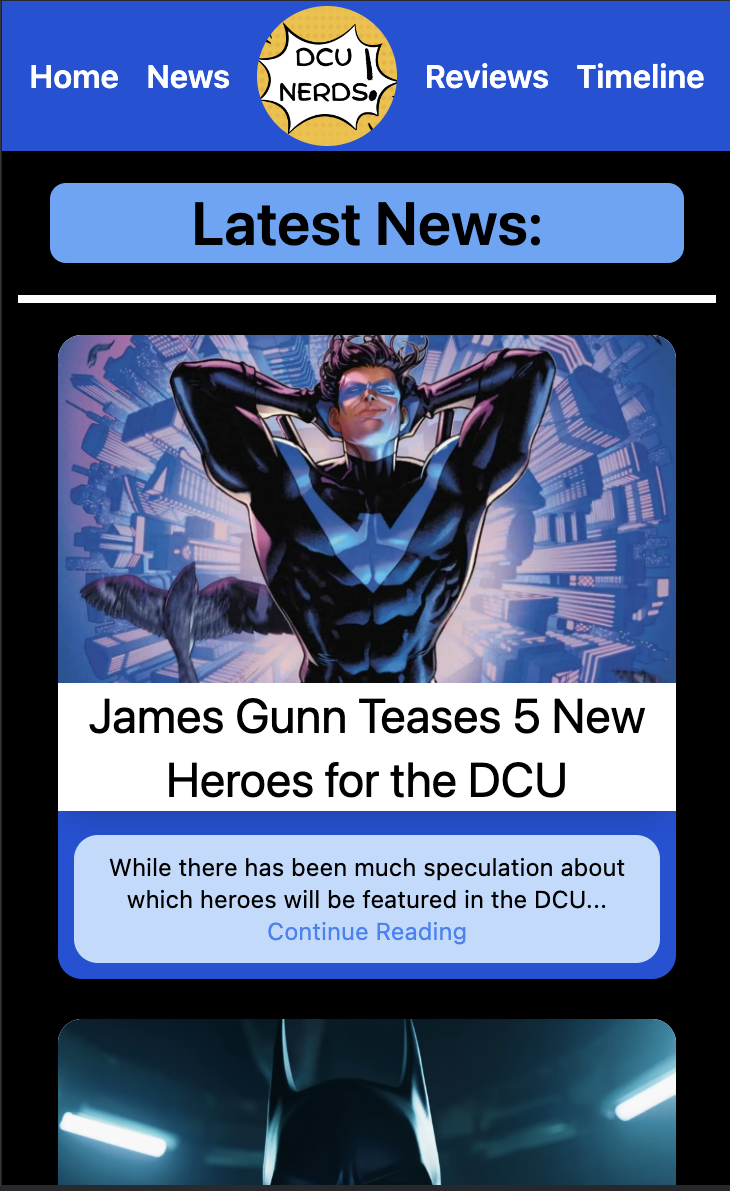 Home News DCU NERDS! Reviews Timeline
Latest News:
James Gunn Teases 5 New
Heroes for the DCU
While there has been much speculation about
which heroes will be featured in the DCU...
Continue Reading